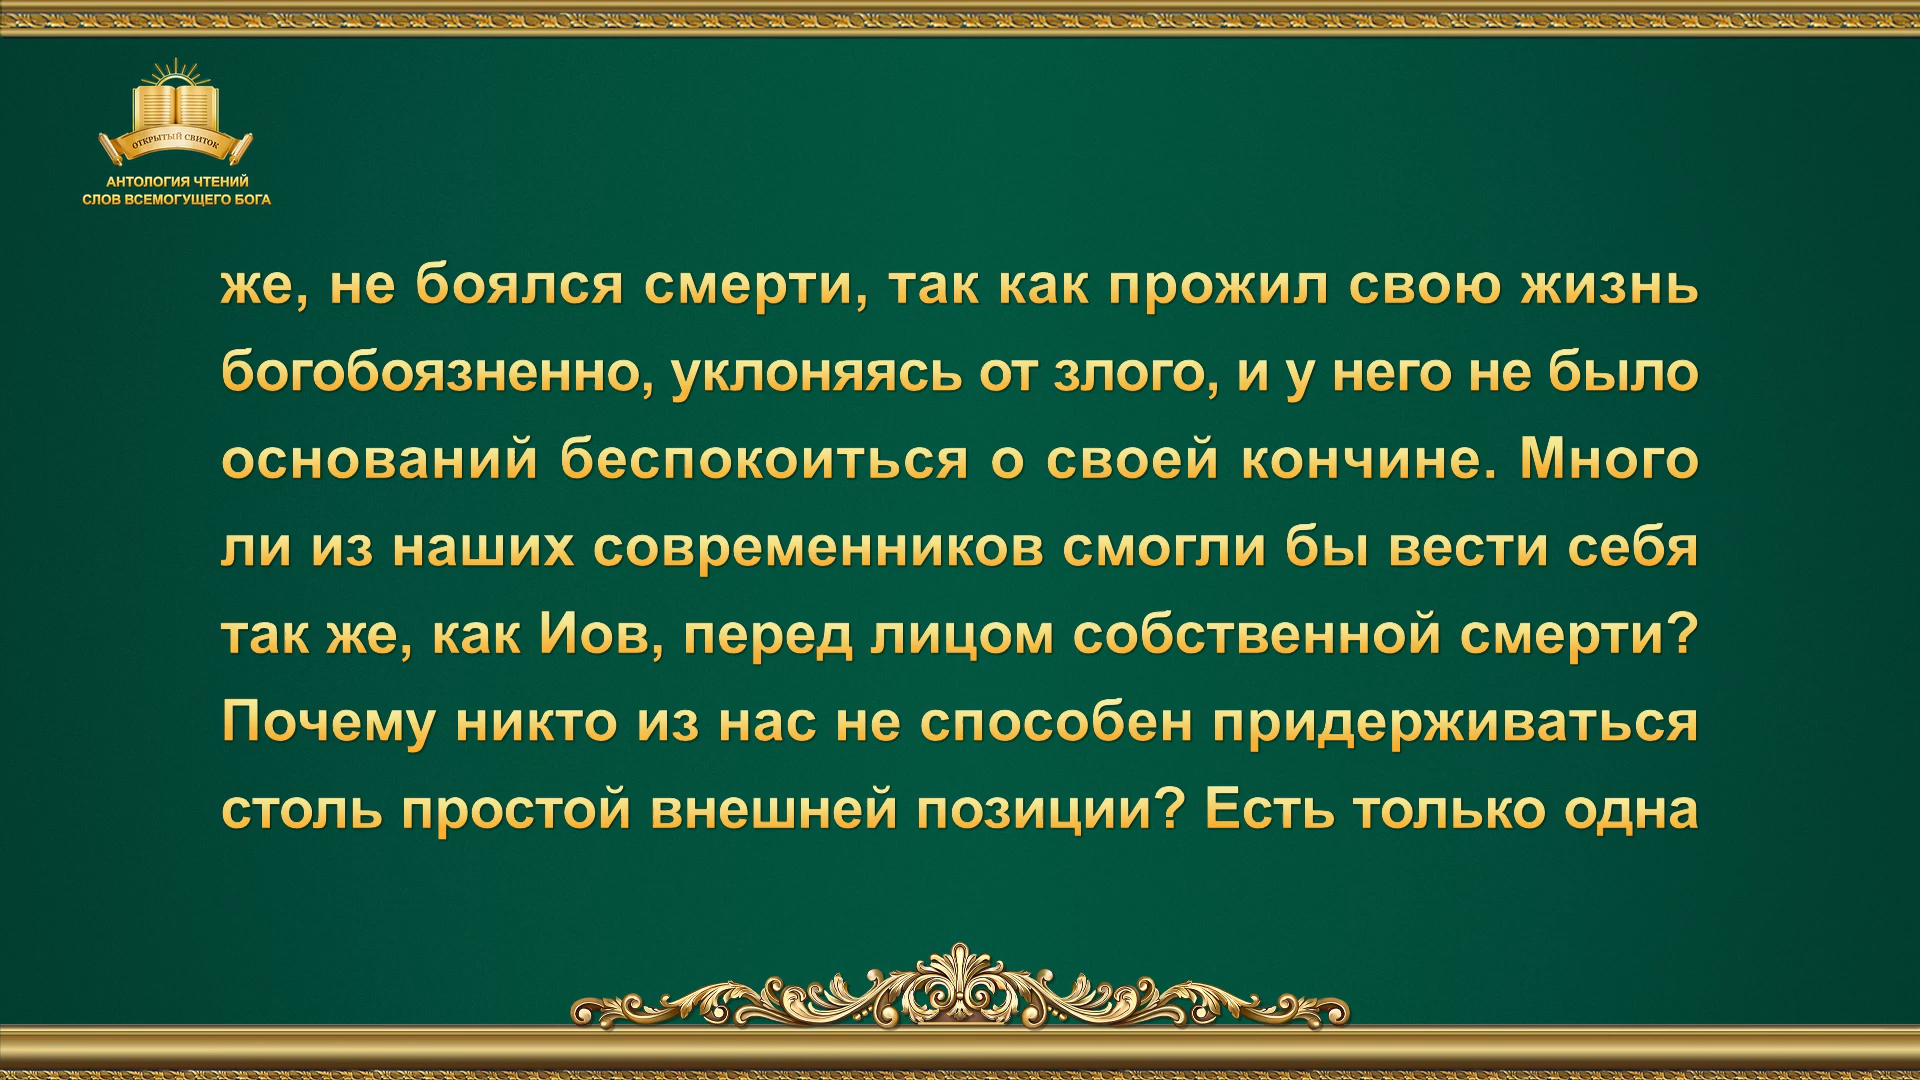 ОТКРЫТЫЙ СВИТОК
АНТОЛОГИЯ ЧТЕНИЙ
СЛОВ ВСЕМОГУЩЕГО БОГА
же, не боялся смерти, так как прожил свою жизнь
богобоязненно, уклоняясь от злого, и у него не было
оснований беспокоиться о своей кончине. Много
ли из наших современников смогли бы вести себя
так же, как Иов, перед лицом собственной смерти?
Почему никто из нас не способен придерживаться
столь простой внешней позиции? Есть только одна